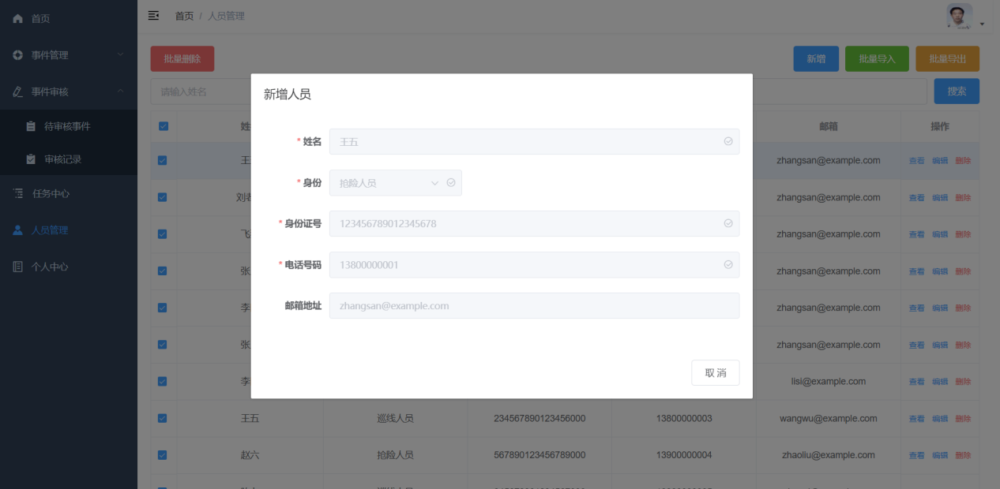 首页
事件管理
事件审核
待审核事件
审核记录
任务中心
人员管理
个人中心
首页 / 人员管理
批量删除 新增 批量导入 批量导出
请输入姓名 搜索
邮箱 操作
zhangsan@example.com 查看 编辑 删除
zhangsan@example.com 查看 编辑 删除
zhangsan@example.com 查看 编辑 删除
zhangsan@example.com 查看 编辑 删除
zhangsan@example.com 查看 编辑 删除
zhangsan@example.com 查看 编辑 删除
lisi@example.com 查看 编辑 删除
王五 巡线人员 234567890123456000 13800000003 wangwu@example.com 查看 编辑 删除
赵六 抢险人员 567890123456789000 13900000004 zhaoliu@example.com 查看 编辑 删除
新增人员
* 姓名 王五
* 身份 抢险人员
* 身份证号 123456789012345678
* 电话号码 13800000001
邮箱地址 zhangsan@example.com
取 消